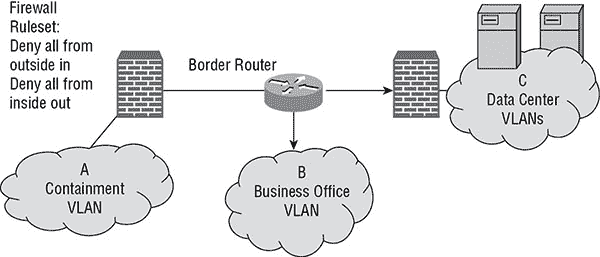 Firewall
Ruleset:
Deny all from
outside in
Deny all from
inside out
Border Router
A
Containment
VLAN
B
Business Office
VLAN
C
Data Center
VLANs